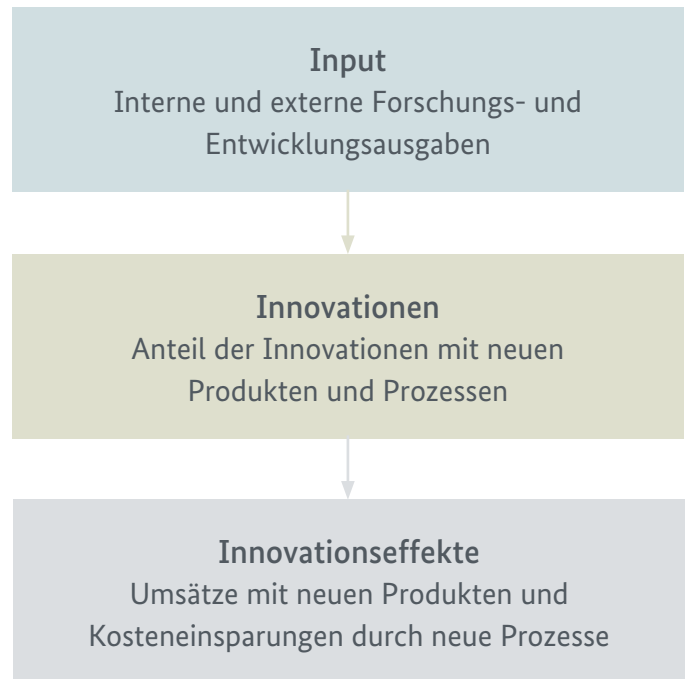 Input
Interne und externe Forschungs- und
Entwicklungsausgaben
Innovationen
Anteil der Innovationen mit neuen
Produkten und Prozessen
Innovationseffekte
Umsätze mit neuen Produkten und
Kosteneinsparungen durch neue Prozesse